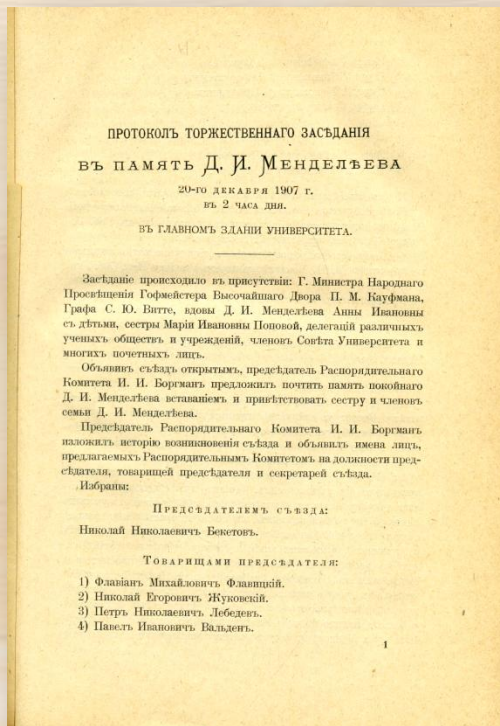 ПРОТОКОЛЪ ТОРЖЕСТВЕННАГО ЗАСѢДАНІЯ
ВЪ ПАМЯТЬ Д. И. МЕНДЕЛѢЕВА
20-ГО ДЕКАБРЯ 1907 Г.
ВЪ 2 ЧАСА ДНЯ.
ВЪ ГЛАВНОМЪ ЗДАНІИ УНИВЕРСИТЕТА.
Засѣданіе происходило въ присутствіи: Г. Министра Народнаго
Просвѣщенія Гофмейстера Высочайшаго Двора П. М. Кауфмана,
Графа С. Ю. Витте, вдовы Д. И. Менделѣева Анны Ивановны
съ дѣтьми, сестры Маріи Ивановны Поповой, делегацій различныхъ
ученыхъ обществъ и учрежденій, членовъ Совѣта Университета и
многихъ почетныхъ лицъ.
Объявивъ съѣздъ открытымъ, предсѣдатель Распорядительнаго
Комитета И. И. Боргманъ предложилъ почтить память покойнаго
Д. И. Менделѣева вставаніемъ и привѣтствовать сестру и членовъ
семьи Д. И. Менделѣева.
Предсѣдатель Распорядительнаго Комитета И. И. Боргманъ
изложилъ исторію возникновенія съѣзда и объявилъ имена лицъ,
предлагаемыхъ Распорядительнымъ Комитетомъ на должности пред-
сѣдателя, товарищей предсѣдателя и секретарей съѣзда.
Избраны:
Предсѣдателемъ съѣзда:
Николай Николаевичъ Бекетовъ.
Товарищами предсѣдателя:
1) Флавіанъ Михайловичъ Флавицкій.
2) Николай Егоровичъ Жуковскій.
3) Петръ Николаевичъ Лебедевъ.
4) Павелъ Ивановичъ Вальденъ.
1